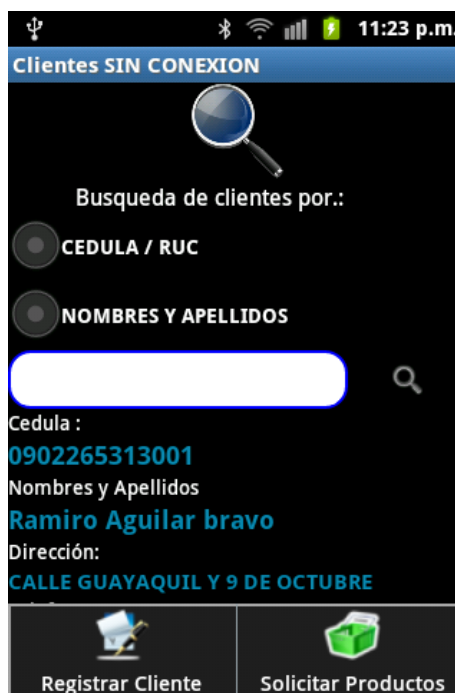 11:23 p.m.
Clientes SIN CONEXION
Busqueda de clientes por.:
CEDULA / RUC
NOMBRES Y APELLIDOS
Cedula :
0902265313001
Nombres y Apellidos
Ramiro Aguilar bravo
Dirección:
CALLE GUAYAQUIL Y 9 DE OCTUBRE
Registrar Cliente
Solicitar Productos